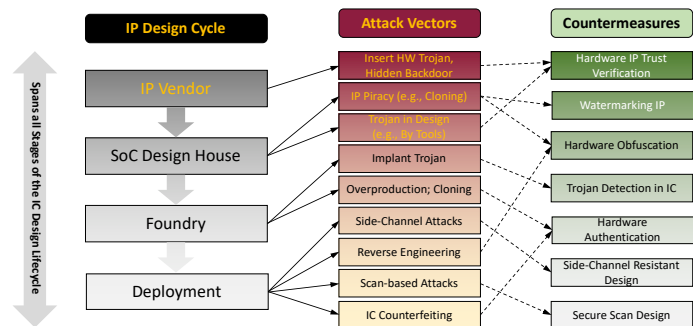 IP Design Cycle
Attack Vectors
Countermeasures
Spans all Stages of the IC Design Lifecycle
IP Vendor
SoC Design House
Foundry
Deployment
Insert HW Trojan,
Hidden Backdoor
IP Piracy (e.g., Cloning)
Trojan in Design
(e.g., By Tools)
Implant Trojan
Overproduction; Cloning
Side-Channel Attacks
Reverse Engineering
Scan-based Attacks
IC Counterfeiting
Hardware IP Trust
Verification
Watermarking IP
Hardware Obfuscation
Trojan Detection in IC
Hardware
Authentication
Side-Channel Resistant
Design
Secure Scan Design